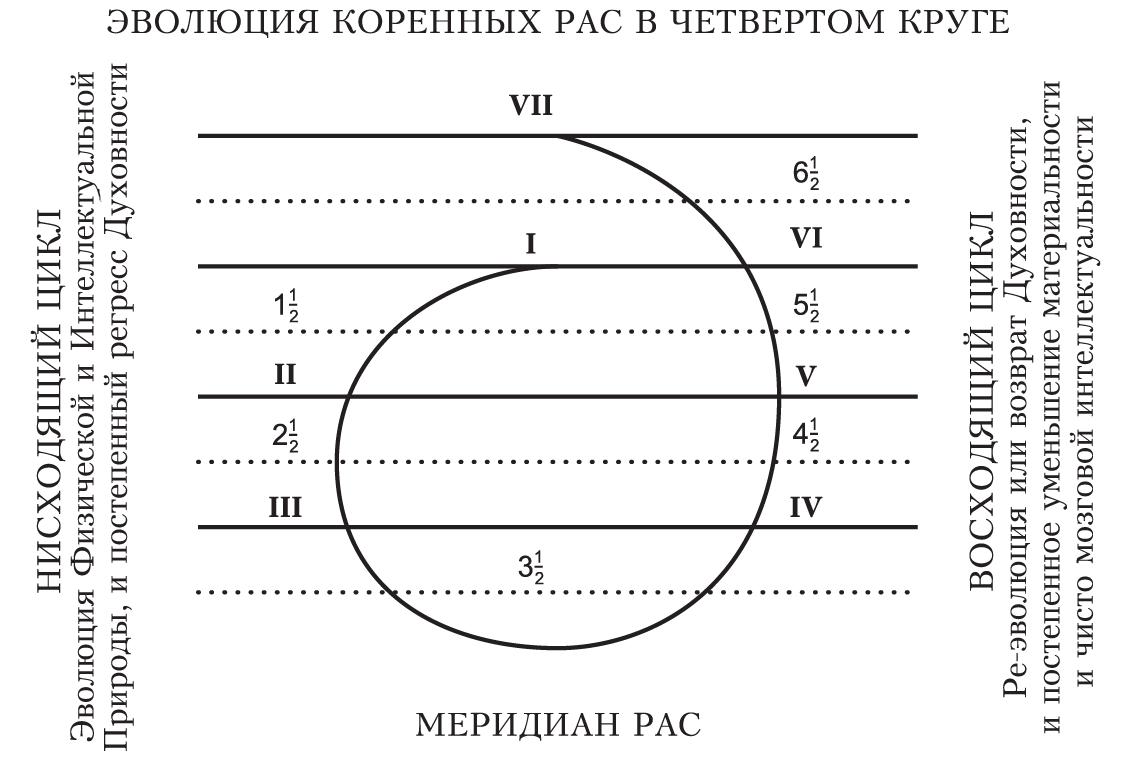 ЭВОЛЮЦИЯ КОРЕННЫХ РАС В ЧЕТВЕРТОМ КРУГЕ
НИСХОДЯЩИЙ ЦИКЛ
Эволюция Физической и Интеллектуальной
Природы, и постепенный регресс Духовности
VII
6½
I
VI
1½
5½
II
V
2½
4½
III
IV
3½
МЕРИДИАН РАС
ВОСХОДЯЩИЙ ЦИКЛ
Ре-эволюция или возврат Духовности,
и постепенное уменьшение материальности
и чисто мозговой интеллектуальности